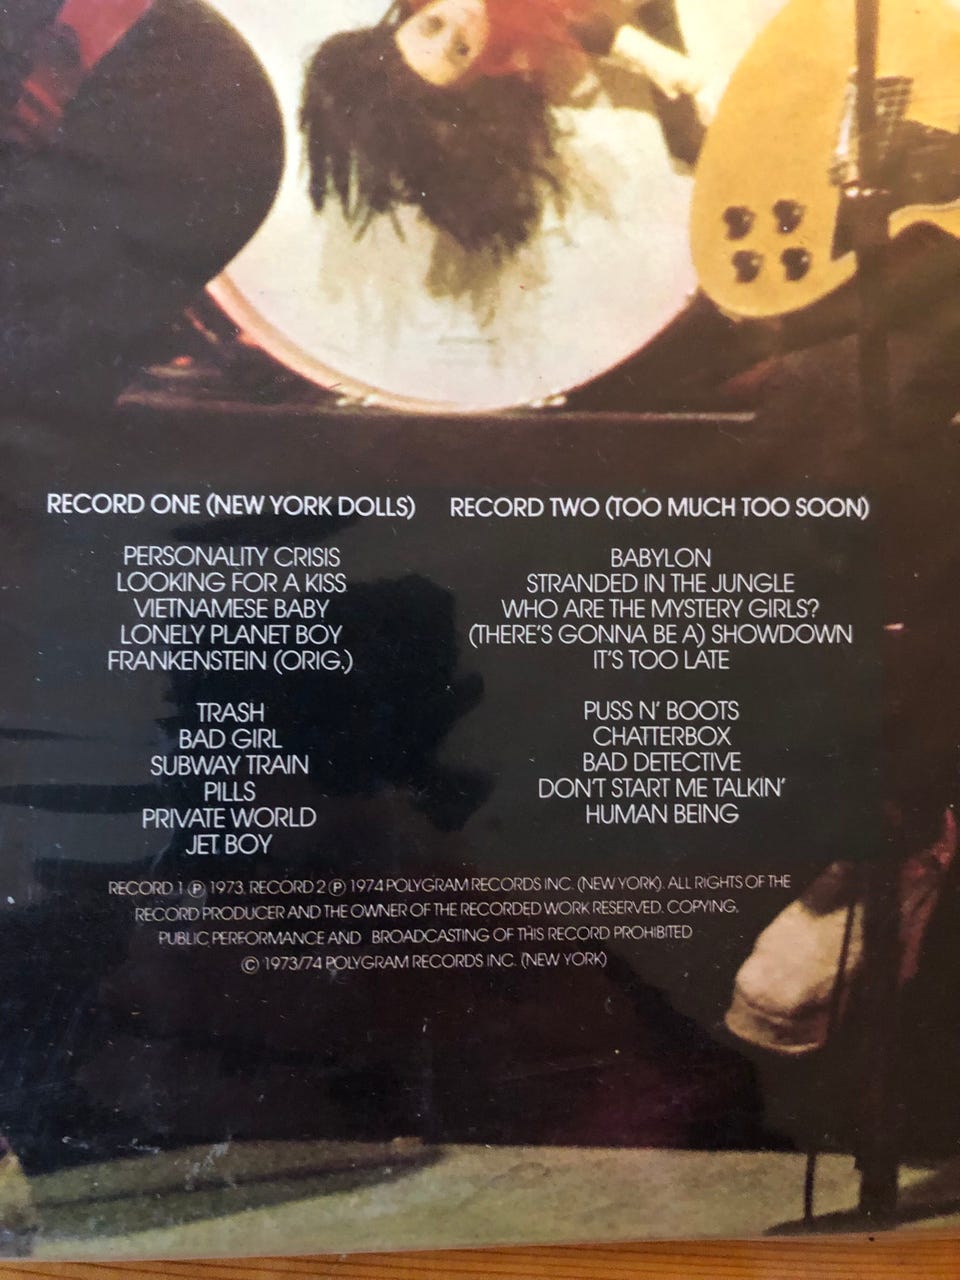 RECORD ONE (NEW YORK DOLLS)
PERSONALITY CRISIS
LOOKING FOR A KISS
VIETNAMESE BABY
LONELY PLANET BOY
FRANKENSTEIN (ORIG.)
TRASH
BAD GIRL
SUBWAY TRAIN
PILLS
PRIVATE WORLD
JET BOY
RECORD TWO (TOO MUCH TOO SOON)
BABYLON
STRANDED IN THE JUNGLE
WHO ARE THE MYSTERY GIRLS?
(THERE'S GONNA BE A) SHOWDOWN
IT'S TOO LATE
PUSS N' BOOTS
CHATTERBOX
BAD DETECTIVE
DON'T START ME TALKIN'
HUMAN BEING
RECORD 1 ℗ 1973. RECORD 2 ℗ 1974 POLYGRAM RECORDS INC. (NEW YORK). ALL RIGHTS OF THE
RECORD PRODUCER AND THE OWNER OF THE RECORDED WORK RESERVED. COPYING,
PUBLIC PERFORMANCE AND BROADCASTING OF THIS RECORD PROHIBITED
© 1973/74 POLYGRAM RECORDS INC. (NEW YORK)